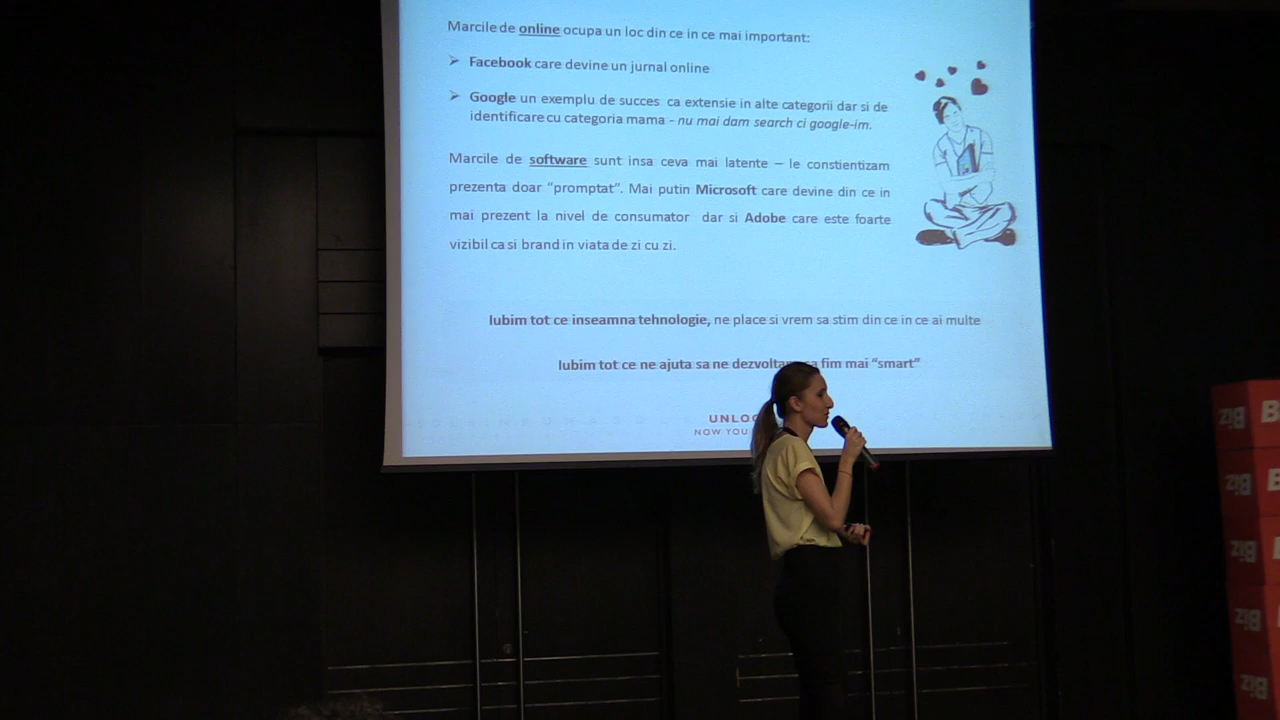 Marcile de online ocupa un loc din ce in ce mai important:
➢ Facebook care devine un jurnal online
➢ Google un exemplu de succes ca extensie in alte categorii dar si de
identificare cu categoria mama - nu mai dam search ci google-im.
Marcile de software sunt insa ceva mai latente – le constientizam
prezenta doar “promptat”. Mai putin Microsoft care devine din ce in
mai prezent la nivel de consumator dar si Adobe care este foarte
vizibil ca si brand in viata de zi cu zi.
Iubim tot ce inseamna tehnologie, ne place si vrem sa stim din ce in ce ai multe
Iubim tot ce ne ajuta sa ne fim mai “smart”
NOW YOU
Biz
Biz
Biz
Biz
Biz